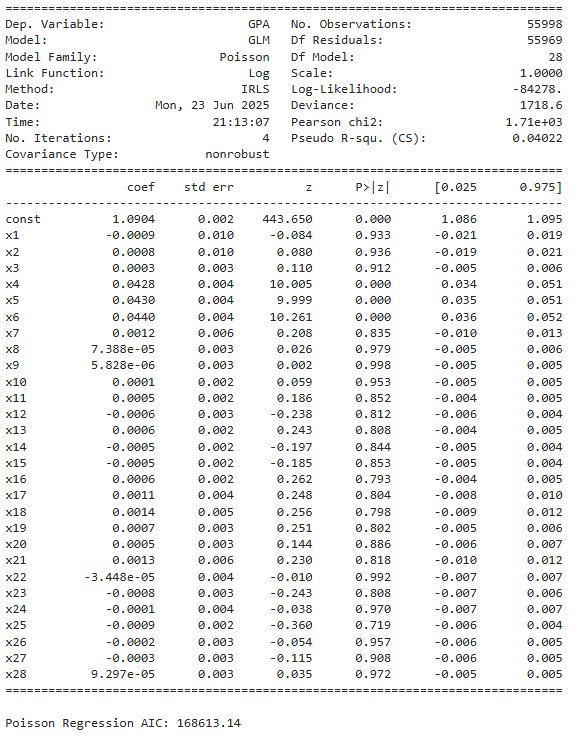 ==============================================================================
Dep. Variable: GPA No. Observations: 55998
Model: GLM Df Residuals: 55969
Model Family: Poisson Df Model: 28
Link Function: Log Scale: 1.0000
Method: IRLS Log-Likelihood: -84278.
Date: Mon, 23 Jun 2025 Deviance: 1718.6
Time: 21:13:07 Pearson chi2: 1.71e+03
No. Iterations: 4 Pseudo R-squ. (CS): 0.04022
Covariance Type: nonrobust
==============================================================================
coef std err z P>|z| [0.025 0.975]
------------------------------------------------------------------------------
const 1.0904 0.002 443.650 0.000 1.086 1.095
x1 -0.0009 0.010 -0.084 0.933 -0.021 0.019
x2 0.0008 0.010 0.080 0.936 -0.019 0.021
x3 0.0003 0.003 0.110 0.912 -0.005 0.006
x4 0.0428 0.004 10.005 0.000 0.034 0.051
x5 0.0430 0.004 9.999 0.000 0.035 0.051
x6 0.0440 0.004 10.261 0.000 0.036 0.052
x7 0.0012 0.006 0.208 0.835 -0.010 0.013
x8 7.388e-05 0.003 0.026 0.979 -0.005 0.006
x9 5.828e-06 0.003 0.002 0.998 -0.005 0.005
x10 0.0001 0.002 0.059 0.953 -0.005 0.005
x11 0.0005 0.002 0.186 0.852 -0.004 0.005
x12 -0.0006 0.003 -0.238 0.812 -0.006 0.004
x13 0.0006 0.002 0.243 0.808 -0.004 0.005
x14 -0.0005 0.002 -0.197 0.844 -0.005 0.004
x15 -0.0005 0.002 -0.185 0.853 -0.005 0.004
x16 0.0006 0.002 0.262 0.793 -0.004 0.005
x17 0.0011 0.004 0.248 0.804 -0.008 0.010
x18 0.0014 0.005 0.256 0.798 -0.009 0.012
x19 0.0007 0.003 0.251 0.802 -0.005 0.006
x20 0.0005 0.003 0.144 0.886 -0.006 0.007
x21 0.0013 0.006 0.230 0.818 -0.010 0.012
x22 -3.448e-05 0.004 -0.010 0.992 -0.007 0.007
x23 -0.0008 0.003 -0.243 0.808 -0.007 0.006
x24 -0.0001 0.004 -0.038 0.970 -0.007 0.007
x25 -0.0009 0.002 -0.360 0.719 -0.006 0.004
x26 -0.0002 0.003 -0.054 0.957 -0.006 0.005
x27 -0.0003 0.003 -0.115 0.908 -0.006 0.005
x28 9.297e-05 0.003 0.035 0.972 -0.005 0.005
==============================================================================
Poisson Regression AIC: 168613.14